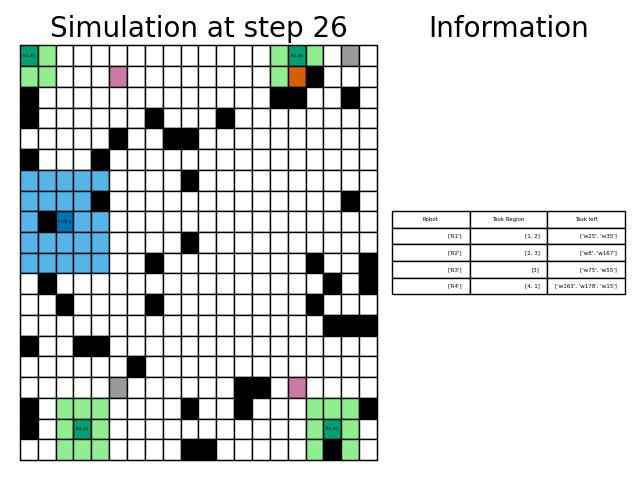 Simulation at step 26
Information
Robot Task Region Task left
['R1'] [1, 2] ['w25', 'w35']
['R2'] [2, 3] ['w8', 'w167']
['R3'] [3] ['w75', 'w55']
['R4'] [4, 1] ['w163', 'w178', 'w15']